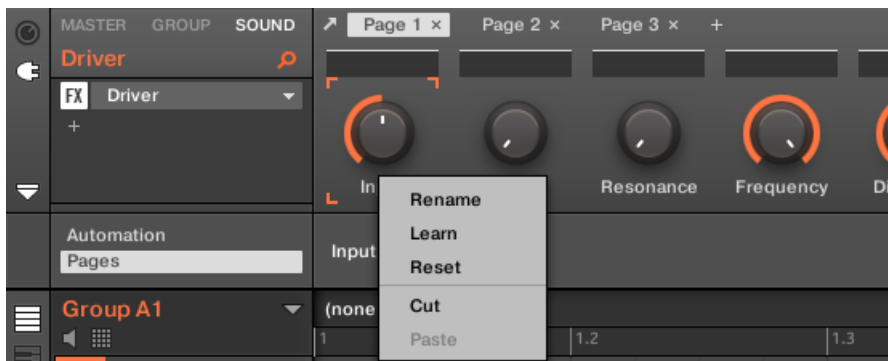 MASTER GROUP SOUND
Page 1 × Page 2 × Page 3 × +
Driver
FX Driver
+
Resonance Frequency
Rename
Learn
Reset
Cut
Paste
Automation
Pages
Input
Group A1
(none
1 1.2 1.3